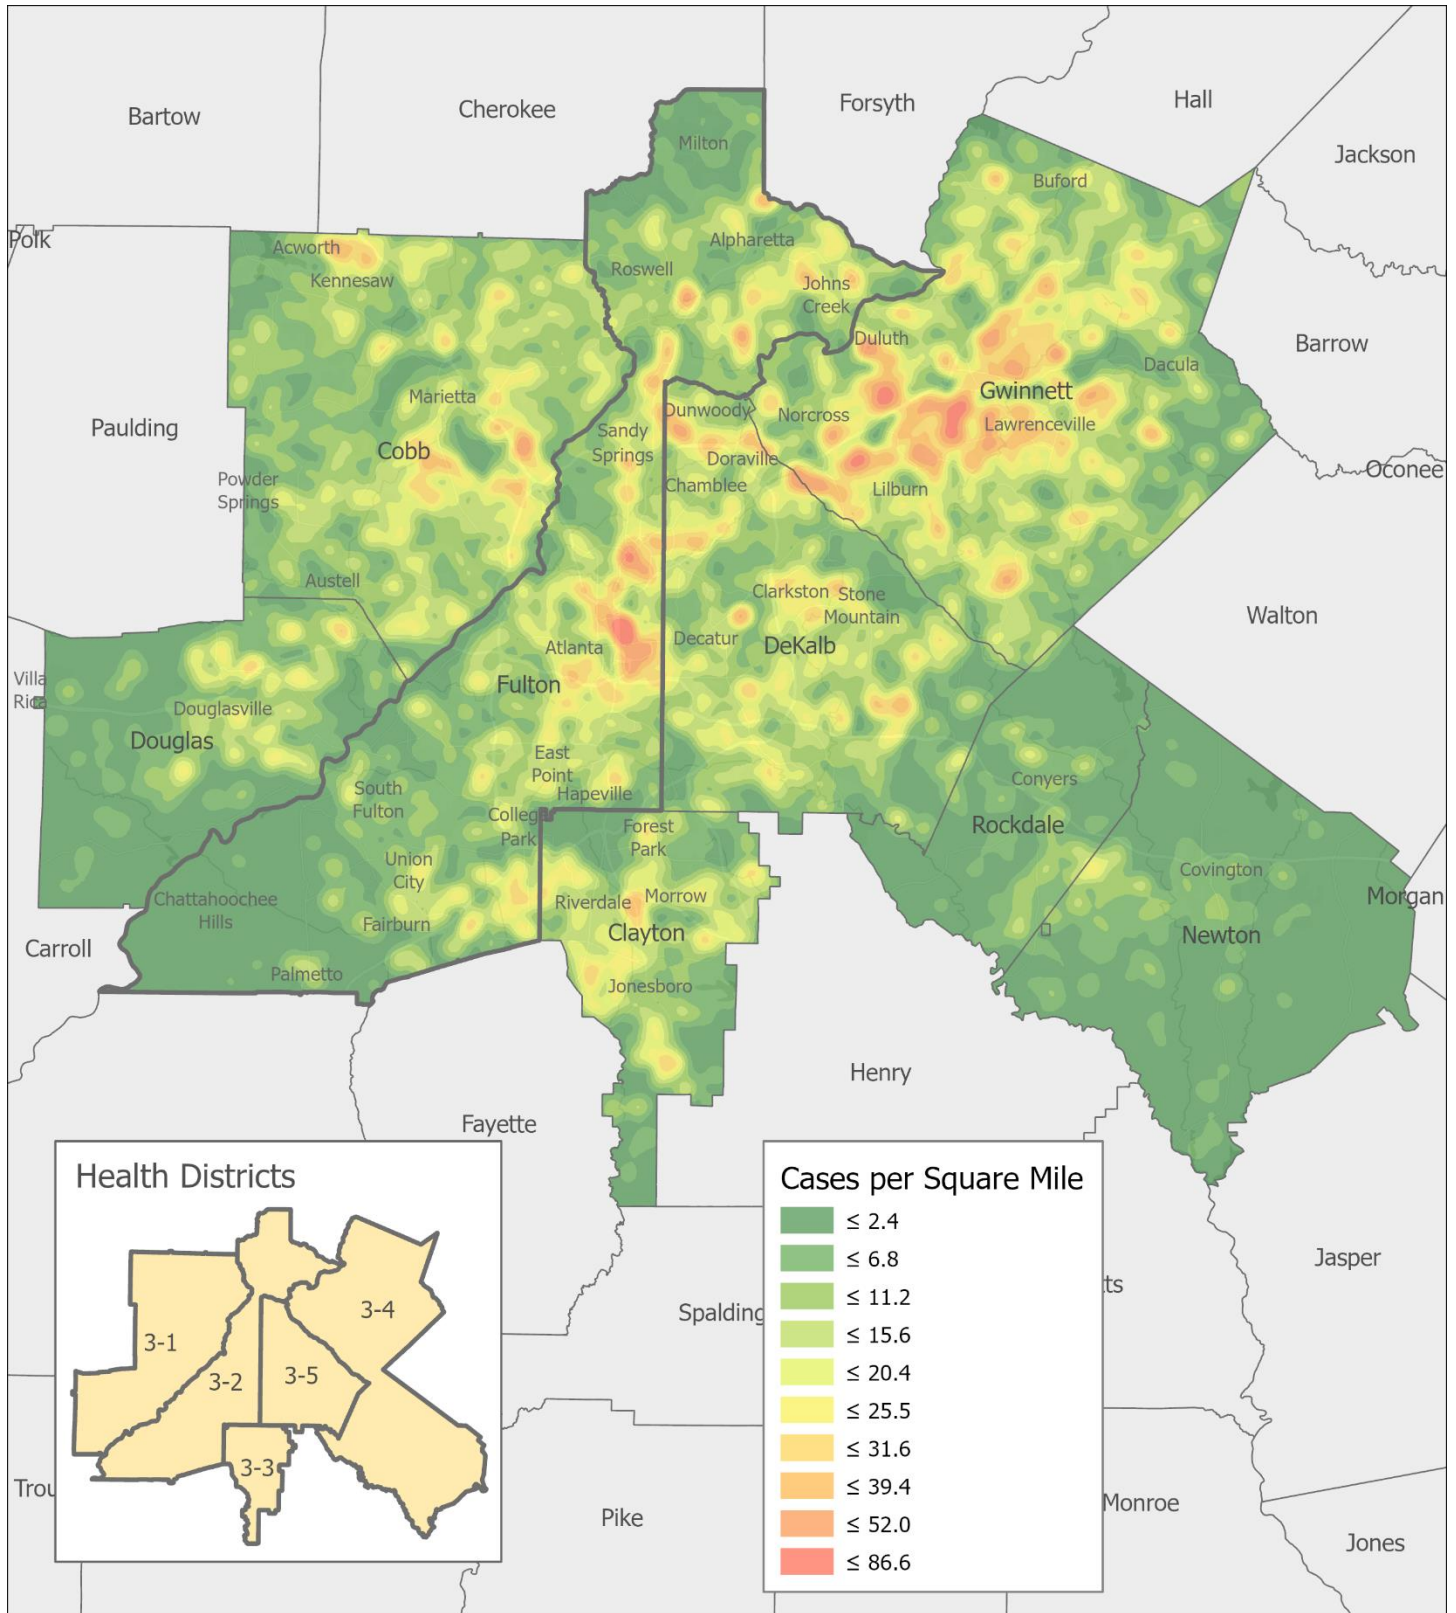 Bartow
Cherokee
Forsyth
Hall
Jackson
Milton
Buford
Polk
Acworth
Kennesaw
Alpharetta
Roswell
Johns
Creek
Duluth
Barrow
Dacula
Gwinnett
Marietta
Dunwoody
Norcross
Lawrenceville
Paulding
Cobb
Sandy
Springs
Doraville
Chamblee
Lilburn
Oconee
Powder
Springs
Austell
Clarkston
Stone
Mountain
Walton
Atlanta
Decatur
DeKalb
Villa
Rica
Fulton
Douglasville
Douglas
East
Point
Hapeville
South
Fulton
College
Park
Conyers
Rockdale
Forest
Park
Union
City
Covington
Chattahoochee
Hills
Riverdale
Morrow
Morgan
Fairburn
Clayton
Newton
Carroll
Palmetto
Jonesboro
Henry
Fayette
Jasper
Spalding
ts
Pike
Monroe
Jones
Trou
Health Districts
3-1
3-2
3-3
3-4
3-5
Cases per Square Mile
≤ 2.4
≤ 6.8
≤ 11.2
≤ 15.6
≤ 20.4
≤ 25.5
≤ 31.6
≤ 39.4
≤ 52.0
≤ 86.6